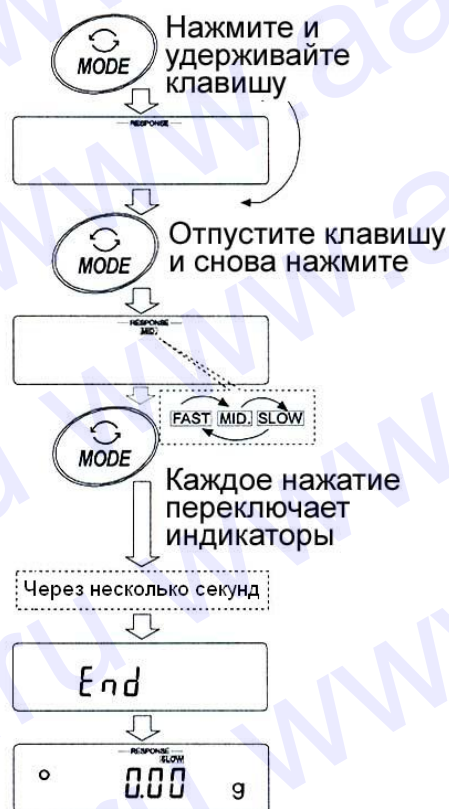 MODE
Нажмите и
удерживайте
клавишу
RESPONSE
MODE
Отпустите клавишу
и снова нажмите
RESPONSE
MID.
FAST MID. SLOW
MODE
Каждое нажатие
переключает
индикаторы
Через несколько секунд
End
RESPONSE
SLOW
0.00 g